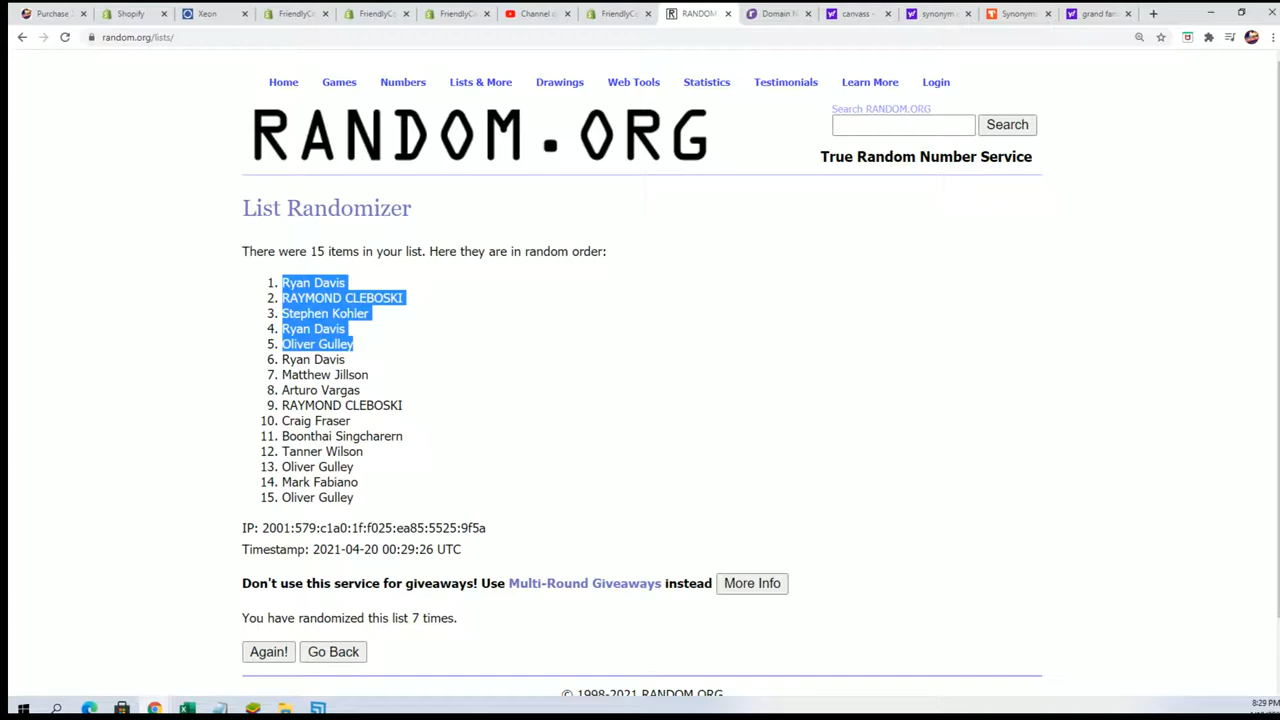 Purchase
Shopify
Xeon
FriendlyCo
FriendlyCo
FriendlyCo
Channel c
FriendlyCo
RANDOM.
Domain N
canvass -
synonym.
Synonym
grand fan
random.org/lists/
Home Games Numbers Lists & More Drawings Web Tools Statistics Testimonials Learn More Login
RANDOM.ORG
Search RANDOM.ORG
Search
True Random Number Service
List Randomizer
There were 15 items in your list. Here they are in random order:
1. Ryan Davis
2. RAYMOND CLEBOSKI
3. Stephen Kohler
4. Ryan Davis
5. Oliver Gulley
6. Ryan Davis
7. Matthew Jillson
8. Arturo Vargas
9. RAYMOND CLEBOSKI
10. Craig Fraser
11. Boonthai Singcharern
12. Tanner Wilson
13. Oliver Gulley
14. Mark Fabiano
15. Oliver Gulley
IP: 2001:579:c1a0:1f:f025:ea85:5525:9f5a
Timestamp: 2021-04-20 00:29:26 UTC
Don't use this service for giveaways! Use Multi-Round Giveaways instead More Info
You have randomized this list 7 times.
Again! Go Back
© 1998-2021 RANDOM.ORG
8:29 PM